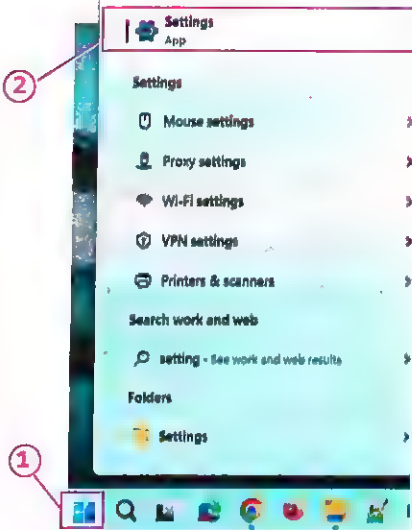 Settings
App
2
Settings
Mouse settings
Proxy settings
Wi-Fi settings
VPN settings
Printers & scanners
Search work and web
setting - See work and web results
Folders
Settings
1